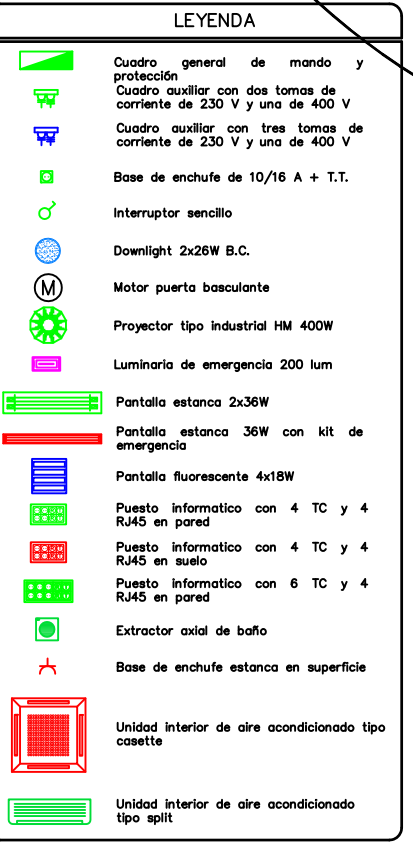 LEYENDA
Cuadro general de mando y
protección
Cuadro auxiliar con dos tomas de
corriente de 230 V y una de 400 V
Cuadro auxiliar con tres tomas de
corriente de 230 V y una de 400 V
Base de enchufe de 10/16 A + T.T.
Interruptor sencillo
Downlight 2x26W B.C.
M
Motor puerta basculante
Proyector tipo industrial HM 400W
Luminaria de emergencia 200 lum
Pantalla estanca 2x36W
Pantalla estanca 36W con kit de
emergencia
Pantalla fluorescente 4x18W
Puesto informatico con 4 TC y 4
RJ45 en pared
Puesto informatico con 4 TC y 4
RJ45 en suelo
Puesto informatico con 6 TC y 4
RJ45 en pared
Extractor axial de baño
Base de enchufe estanca en superficie
Unidad interior de aire acondicionado tipo
casette
Unidad interior de aire acondicionado
tipo split